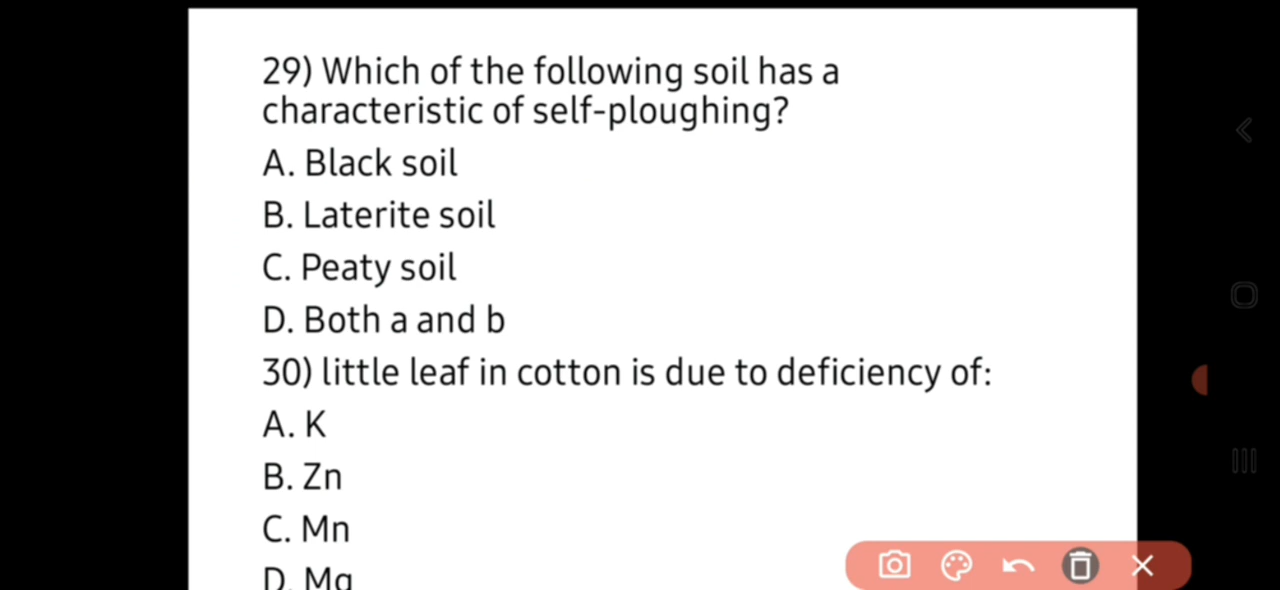 29) Which of the following soil has a
characteristic of self-ploughing?
A. Black soil
B. Laterite soil
C. Peaty soil
D. Both a and b
30) little leaf in cotton is due to deficiency of:
A. K
B. Zn
C. Mn
D. Mg